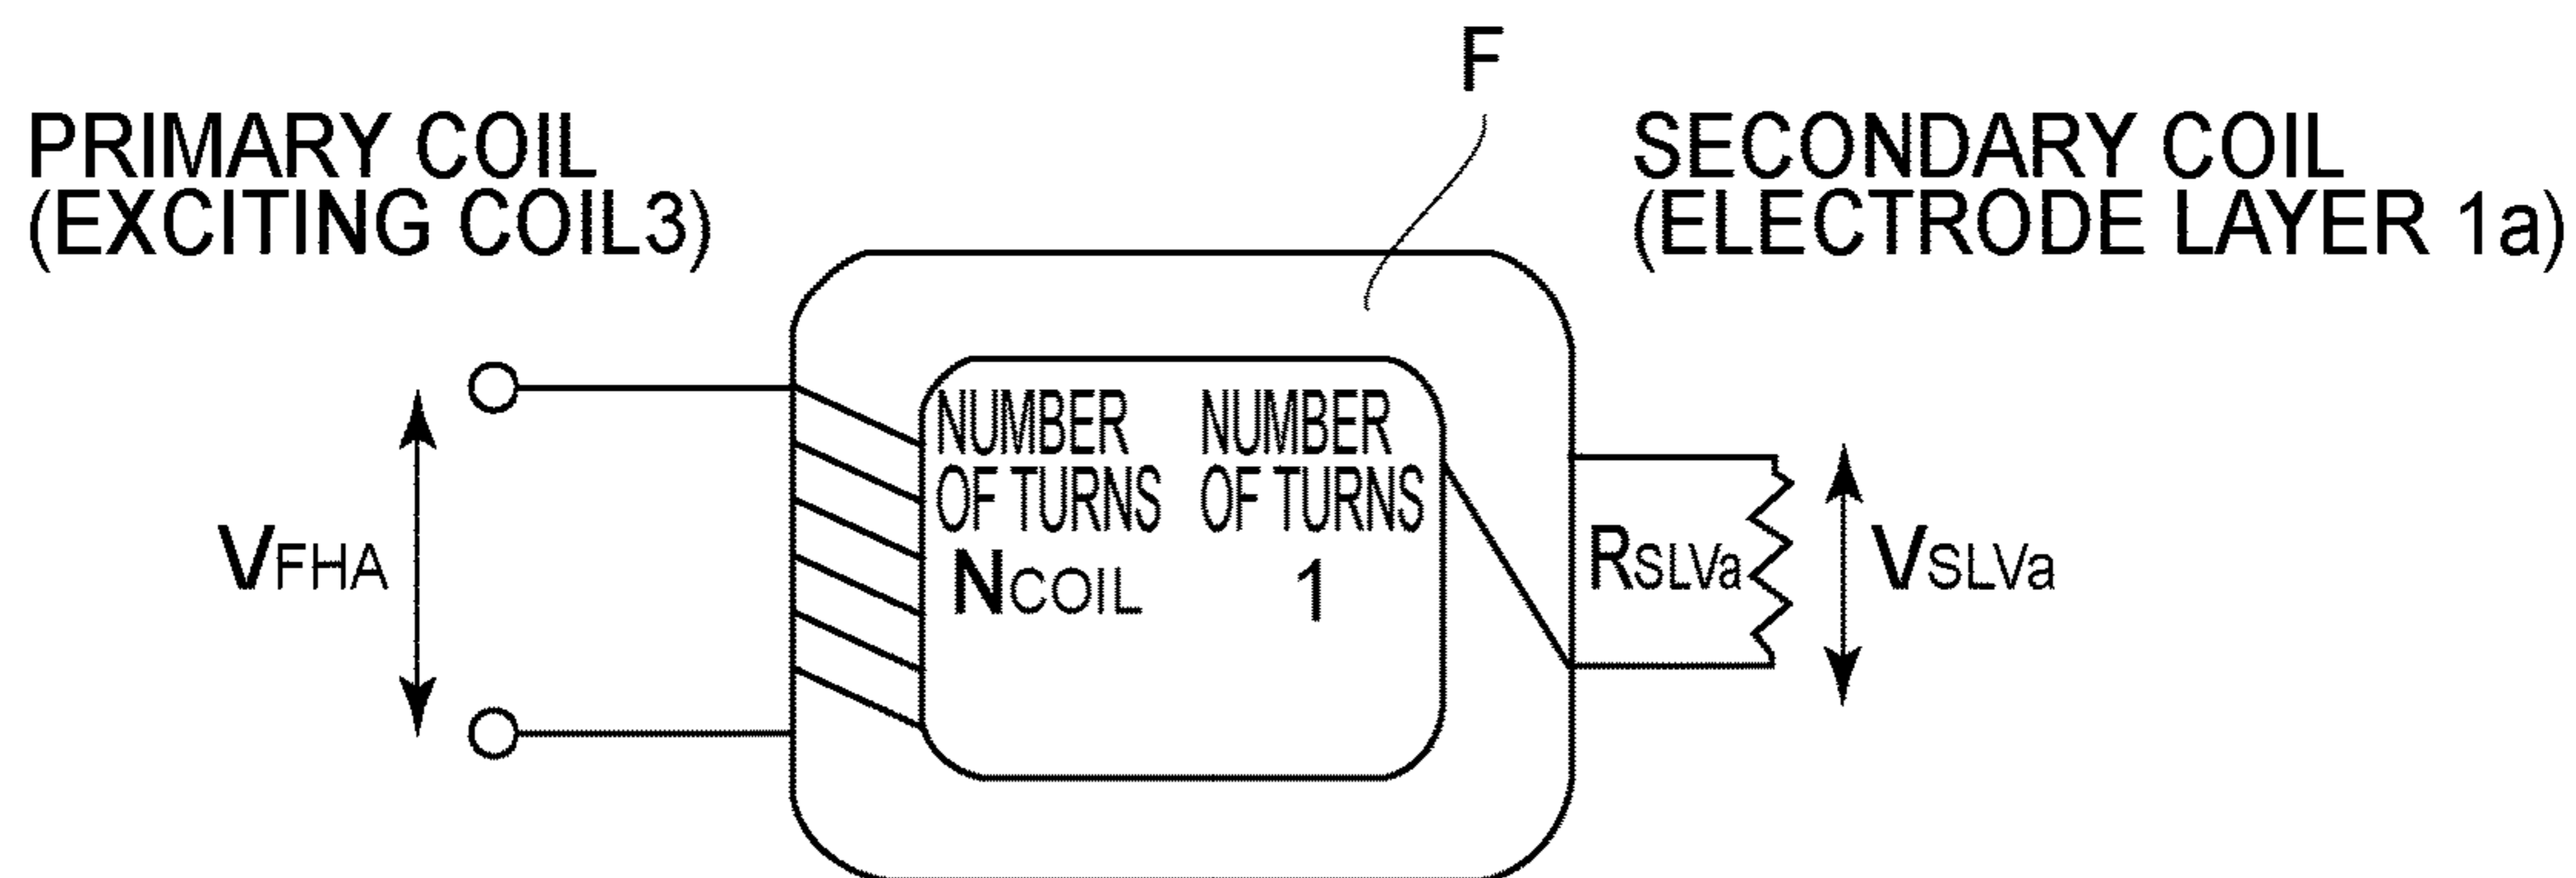 F
PRIMARY COIL
(EXCITING COIL3)
SECONDARY COIL
(ELECTRODE LAYER 1a)
NUMBER
OF TURNS
NCOIL
NUMBER
OF TURNS
1
VFHA
RSLVa
VSLVa